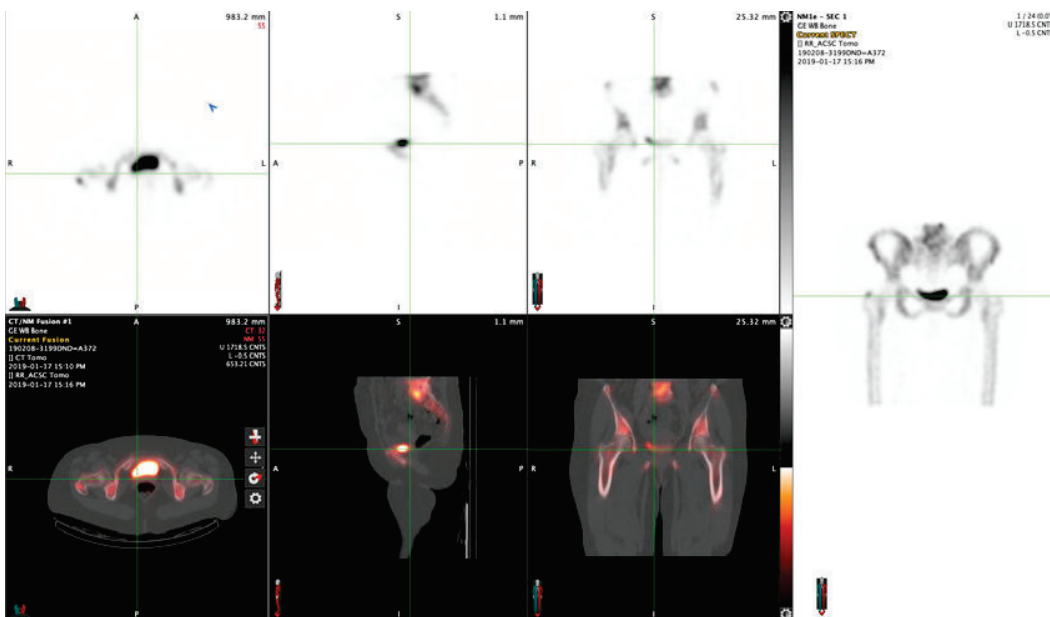 A
983.2 mm
55
R
L
P
S
1.1 mm
A
P
I
S
25.32 mm
R
L
I
NM1e - SEC 1
1 / 24 (0.0°
GE WB Bone
U 1718.5 CNTS
Current SPECT
L -0.5 CNTS
RR_ACSC Tomo
190208-3199DND=A372
2019-01-17 15:16 PM
CT/NM Fusion #1
A
983.2 mm
GE WB Bone
CT: 32
Current Fusion
NM: 55
190208-3199DND=A372
U 1718.5 CNTS
[] CT Tomo
L -0.5 CNTS
2019-01-17 15:10 PM
653.21 CNTS
[] RR_ACSC Tomo
2019-01-17 15:16 PM
R
L
P
S
1.1 mm
A
P
I
S
25.32 mm
R
L
I